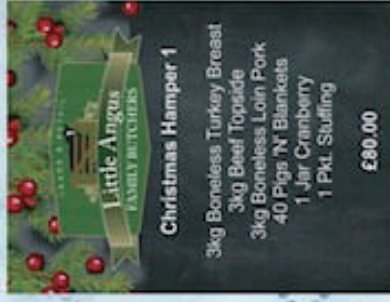 Little Angus
FAMILY BUTCHERS
Christmas Hamper 1
3kg Boneless Turkey Breast
3kg Beef Topside
3kg Boneless Loin Pork
40 Pigs 'N' Blankets
1 Jar Cranberry
1 Pkt. Stuffing
£80.00